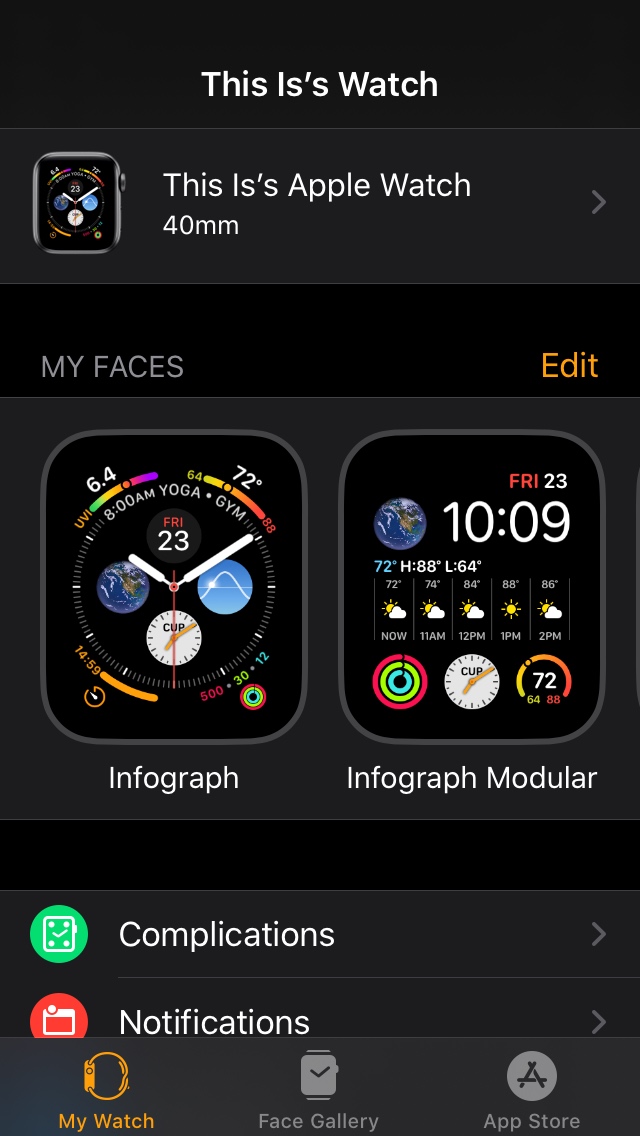 This Is’s Watch
This Is’s Apple Watch
40mm
MY FACES
Edit
6.4
UVI
8:00AM YOGA • GYM
64
72°
88
FRI
23
CUP
14:59
500 • 30 • 12
Infograph
FRI 23
10:09
72° H:88° L:64°
72° 74° 84° 88° 86°
NOW 11AM 12PM 1PM 2PM
CUP
72
64 88
Infograph Modular
Complications
Notifications
My Watch
Face Gallery
App Store